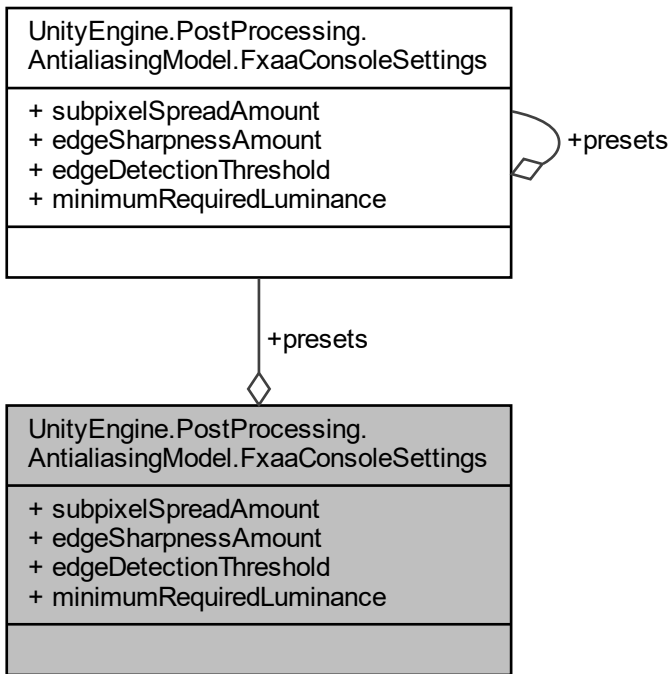 UnityEngine.PostProcessing.
AntialiasingModel.FxaaConsoleSettings
+ subpixelSpreadAmount
+ edgeSharpnessAmount
+ edgeDetectionThreshold
+ minimumRequiredLuminance
+presets
+presets
UnityEngine.PostProcessing.
AntialiasingModel.FxaaConsoleSettings
+ subpixelSpreadAmount
+ edgeSharpnessAmount
+ edgeDetectionThreshold
+ minimumRequiredLuminance